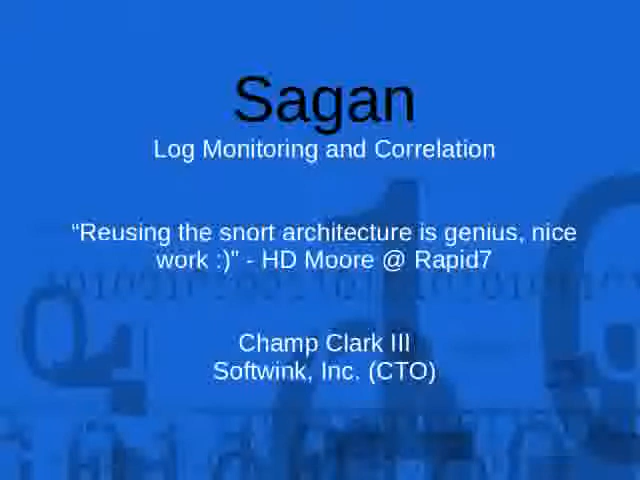 Sagan
Log Monitoring and Correlation
“Reusing the snort architecture is genius, nice
work :)" - HD Moore @ Rapid7
Champ Clark III
Softwink, Inc. (CTO)